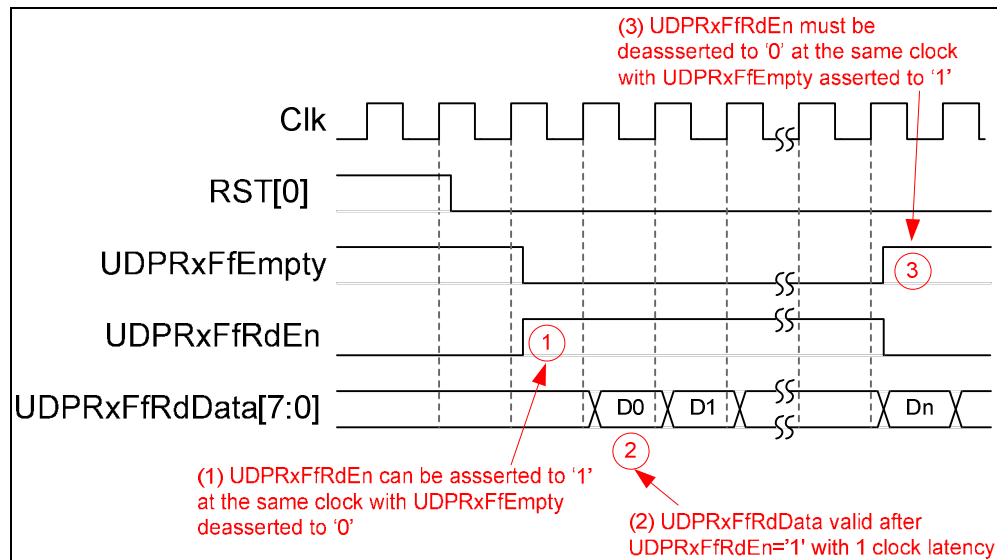 (3) UDPRxFfRdEn must be
deassserted to ‘0’ at the same clock
with UDPRxFfEmpty asserted to ‘1’
Clk
RST[0]
UDPRxFfEmpty
3
UDPRxFfRdEn
1
UDPRxFfRdData[7:0]
D0
D1
Dn
2
(1) UDPRxFfRdEn can be assserted to ‘1’
at the same clock with UDPRxFfEmpty
deasserted to ‘0’
(2) UDPRxFfRdData valid after
UDPRxFfRdEn='1' with 1 clock latency